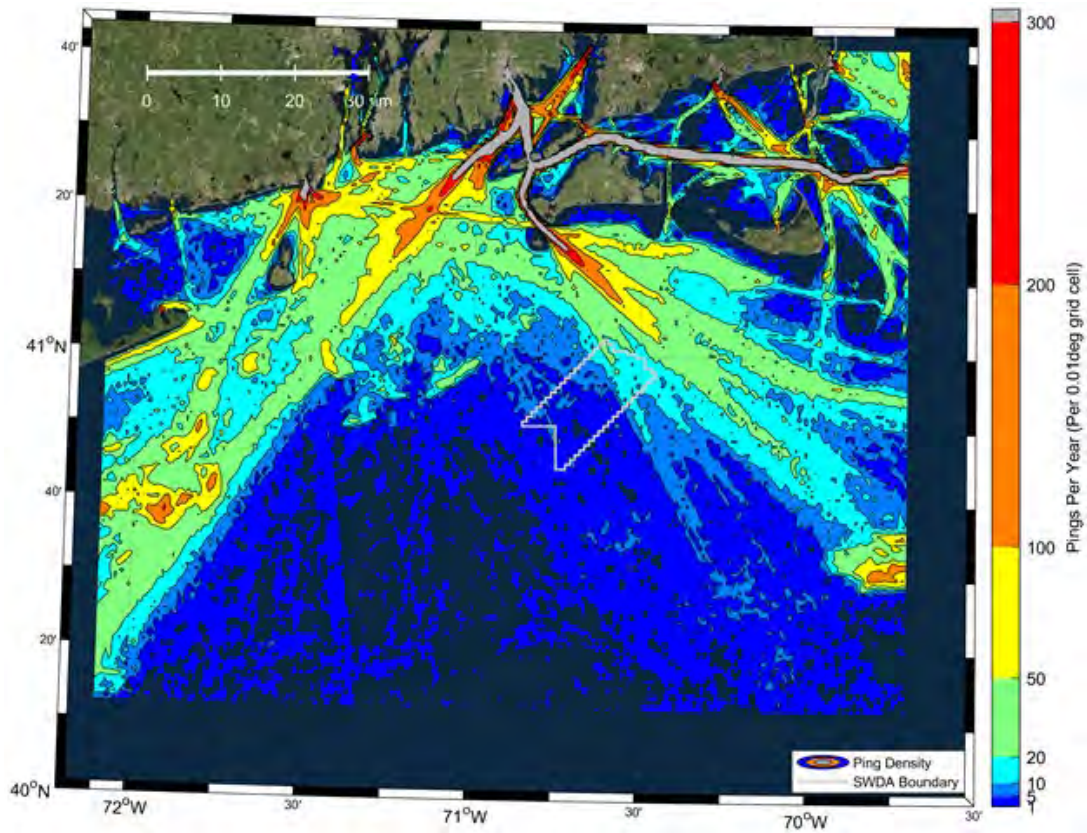 40'
300
0 10 20 30 nm
20'
200
41°N
Pings Per Year (Per 0.01deg grid cell)
40'
100
20'
50
20
Ping Density
10
SWDA Boundary
5
1
40°N
72°W 30' 71°W 30' 70°W 30'